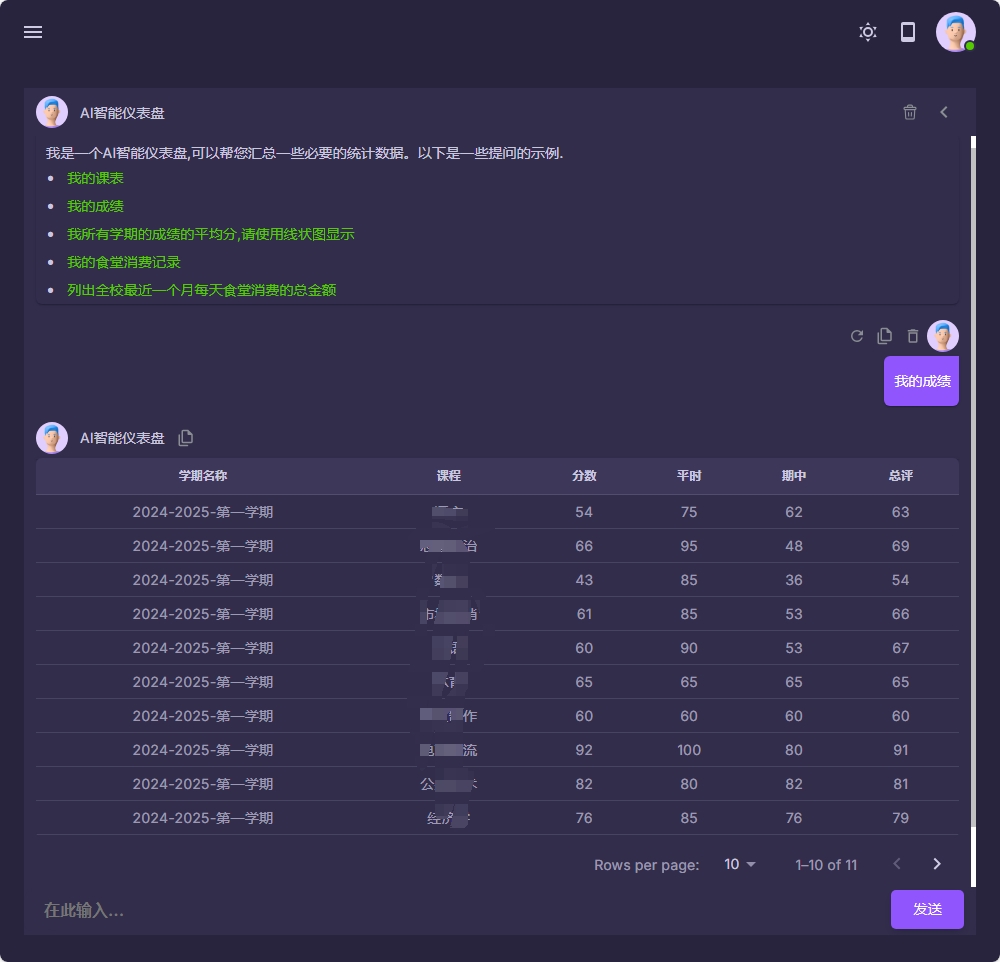 AI智能仪表盘
我是一个AI智能仪表盘,可以帮您汇总一些必要的统计数据。以下是一些提问的示例.
我的课表
我的成绩
我所有学期的成绩的平均分,请使用线状图显示
我的食堂消费记录
列出全校最近一个月每天食堂消费的总金额
我的成绩
AI智能仪表盘
学期名称 课程 分数 平时 期中 总评
2024-2025-第一学期 54 75 62 63
2024-2025-第一学期 治 66 95 48 69
2024-2025-第一学期 43 85 36 54
2024-2025-第一学期 市 销 61 85 53 66
2024-2025-第一学期 60 90 53 67
2024-2025-第一学期 65 65 65 65
2024-2025-第一学期 作 60 60 60 60
2024-2025-第一学期 流 92 100 80 91
2024-2025-第一学期 公 82 80 82 81
2024-2025-第一学期 经济 76 85 76 79
Rows per page: 10 1–10 of 11
在此输入...
发送